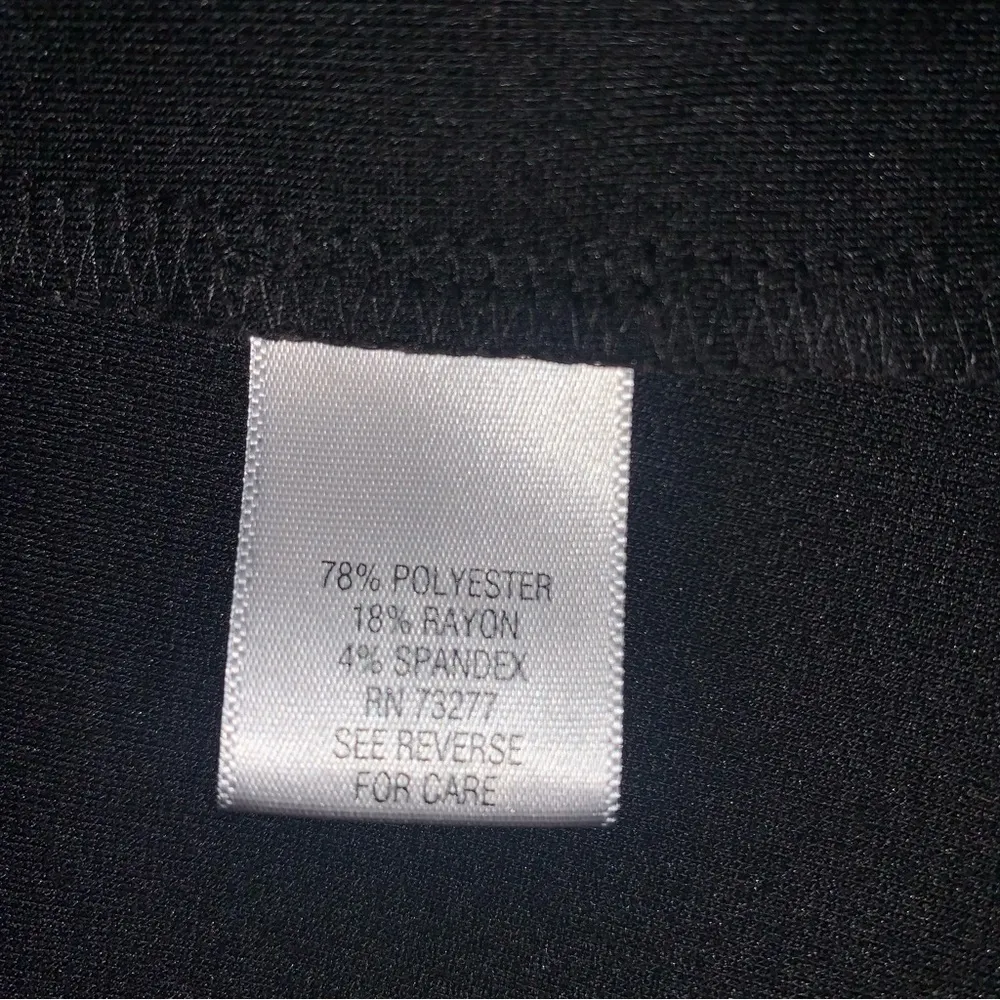 78% POLYESTER
18% RAYON
4% SPANDEX
RN 73277
SEE REVERSE
FOR CARE